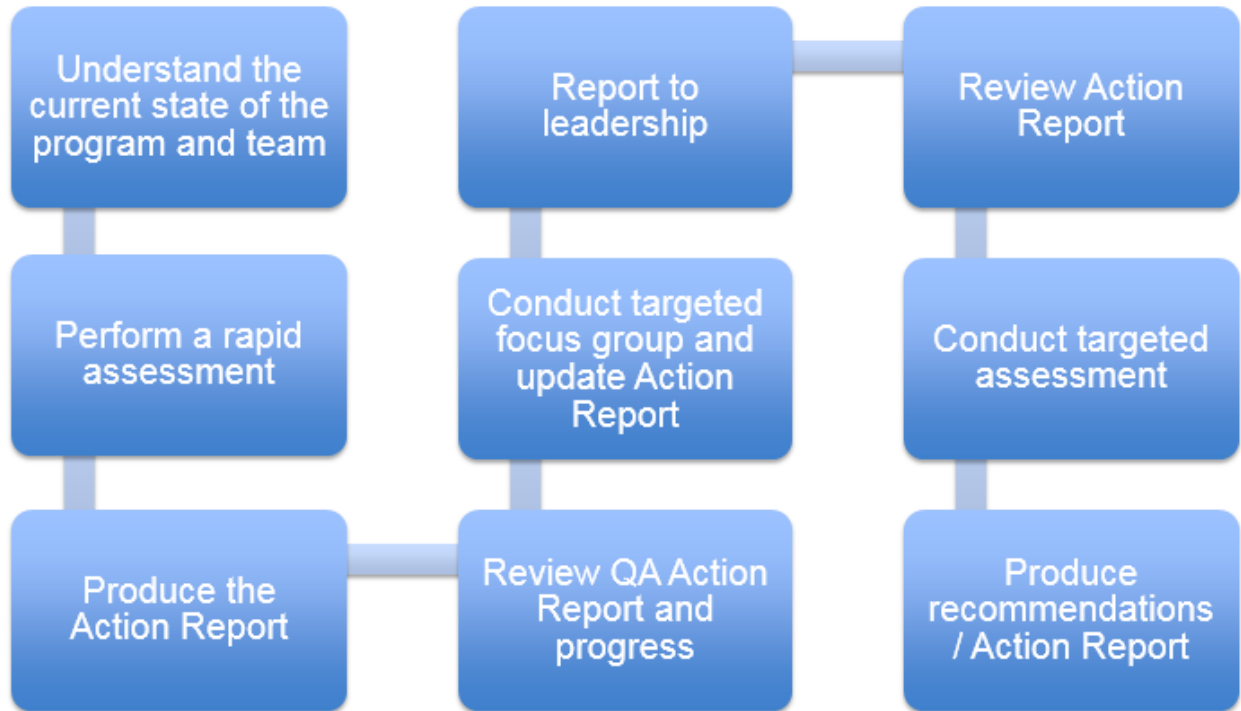 Understand the
current state of the
program and team
Perform a rapid
assessment
Produce the
Action Report
Review QA Action
Report and
progress
Conduct targeted
focus group and
update Action
Report
Report to
leadership
Review Action
Report
Conduct targeted
assessment
Produce
recommendations
/ Action Report